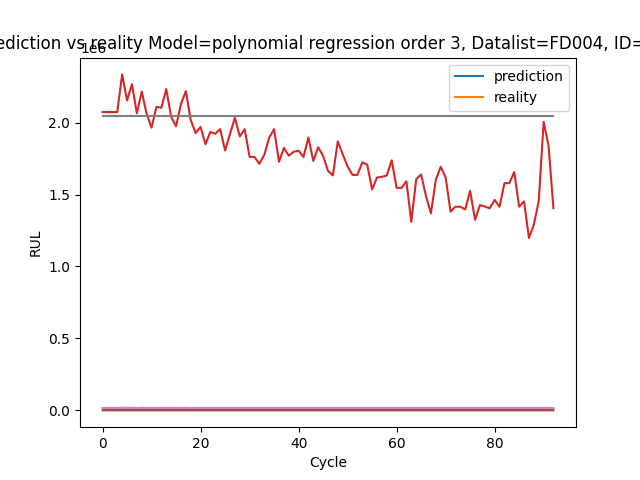 ediction vs reality Model=polynomial regression order 3, Datalist=FD004, ID=
1e6
prediction
reality
2.0
1.5
1.0
0.5
0.0
RUL
0
20
40
60
80
Cycle